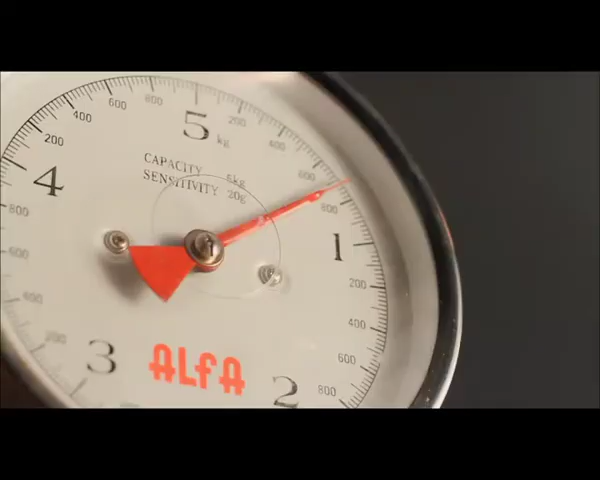 600 800
400 5 kg 200
200 400
CAPACITY 5kg 600
SENSITIVITY 20g
4 800
800 1
600 200
400 400
200 3 ALFA 600
2 800